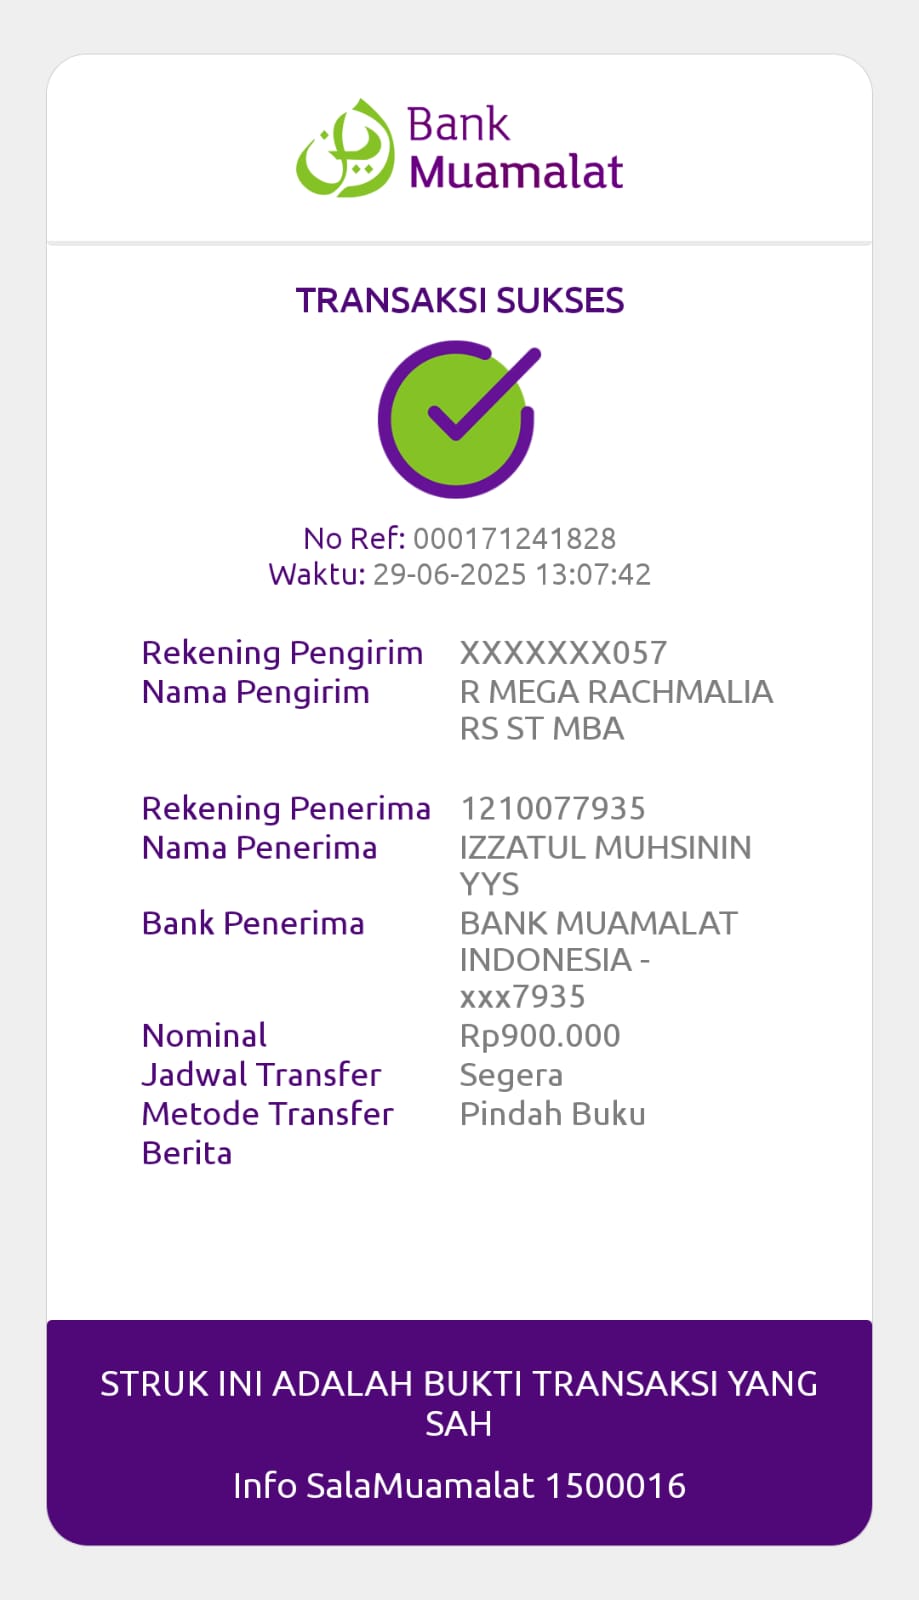 Bank
Muamalat
TRANSAKSI SUKSES
No Ref: 000171241828
Waktu: 29-06-2025 13:07:42
Rekening Pengirim XXXXXXX057
Nama Pengirim R MEGA RACHMALIA
RS ST MBA
Rekening Penerima 1210077935
Nama Penerima IZZATUL MUHSININ
YYS
Bank Penerima BANK MUAMALAT
INDONESIA -
xxx7935
Nominal Rp900.000
Jadwal Transfer Segera
Metode Transfer Pindah Buku
Berita
STRUK INI ADALAH BUKTI TRANSAKSI YANG
SAH
Info SalaMuamalat 1500016